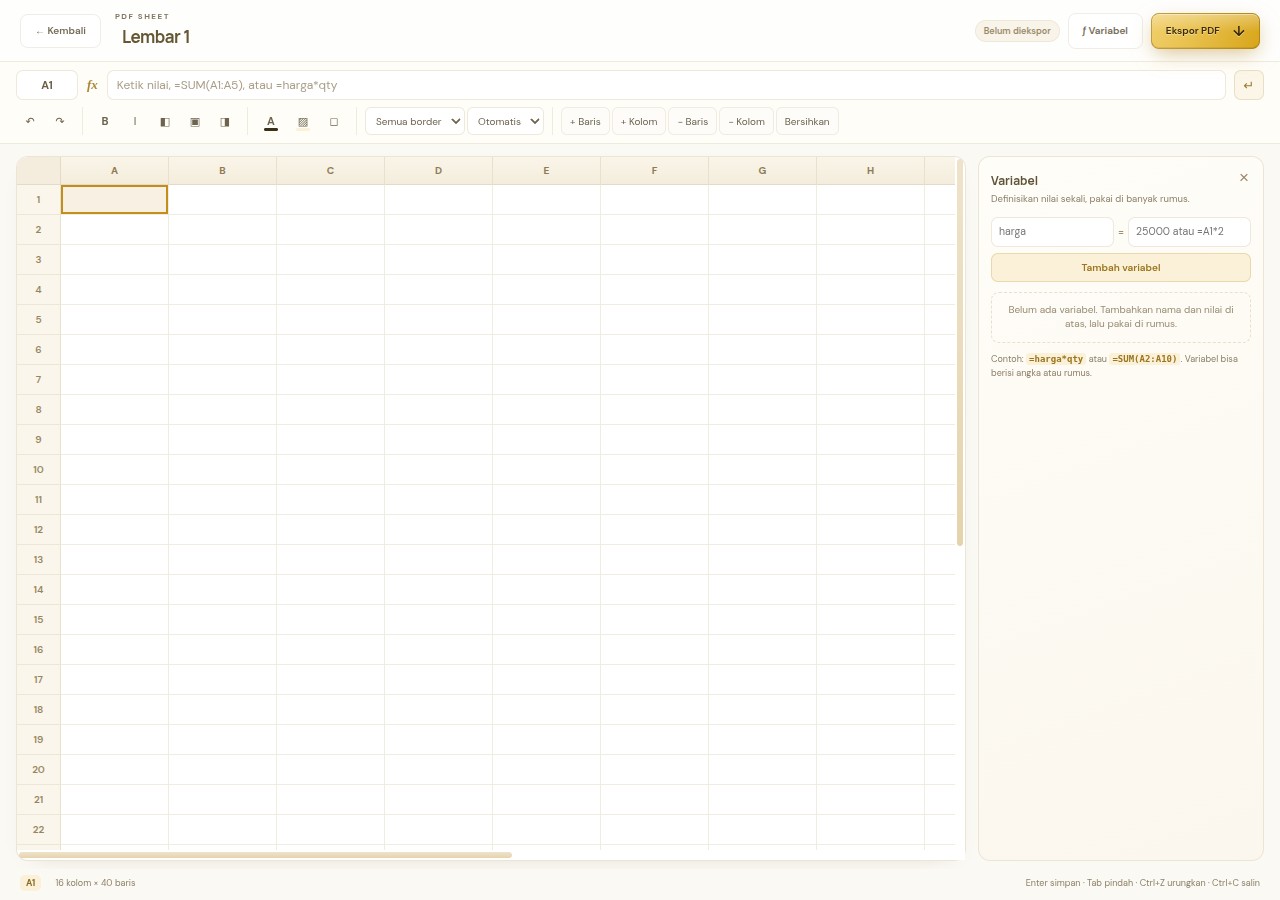 ← Kembali
PDF SHEET
Lembar 1
Belum diekspor
ƒ Variabel
Ekspor PDF ↓
A1
fx
Ketik nilai, =SUM(A1:A5), atau =harga*qty
↵
↶ ↷ B I ◧ ▣ ◨ A ▨ ◻ Semua border Otomatis + Baris + Kolom − Baris − Kolom Bersihkan
A B C D E F G H
1
2
3
4
5
6
7
8
9
10
11
12
13
14
15
16
17
18
19
20
21
22
Variabel
×
Definisikan nilai sekali, pakai di banyak rumus.
harga = 25000 atau =A1*2
Tambah variabel
Belum ada variabel. Tambahkan nama dan nilai di
atas, lalu pakai di rumus.
Contoh: =harga*qty atau =SUM(A2:A10). Variabel bisa
berisi angka atau rumus.
A1 16 kolom × 40 baris
Enter simpan · Tab pindah · Ctrl+Z urungkan · Ctrl+C salin